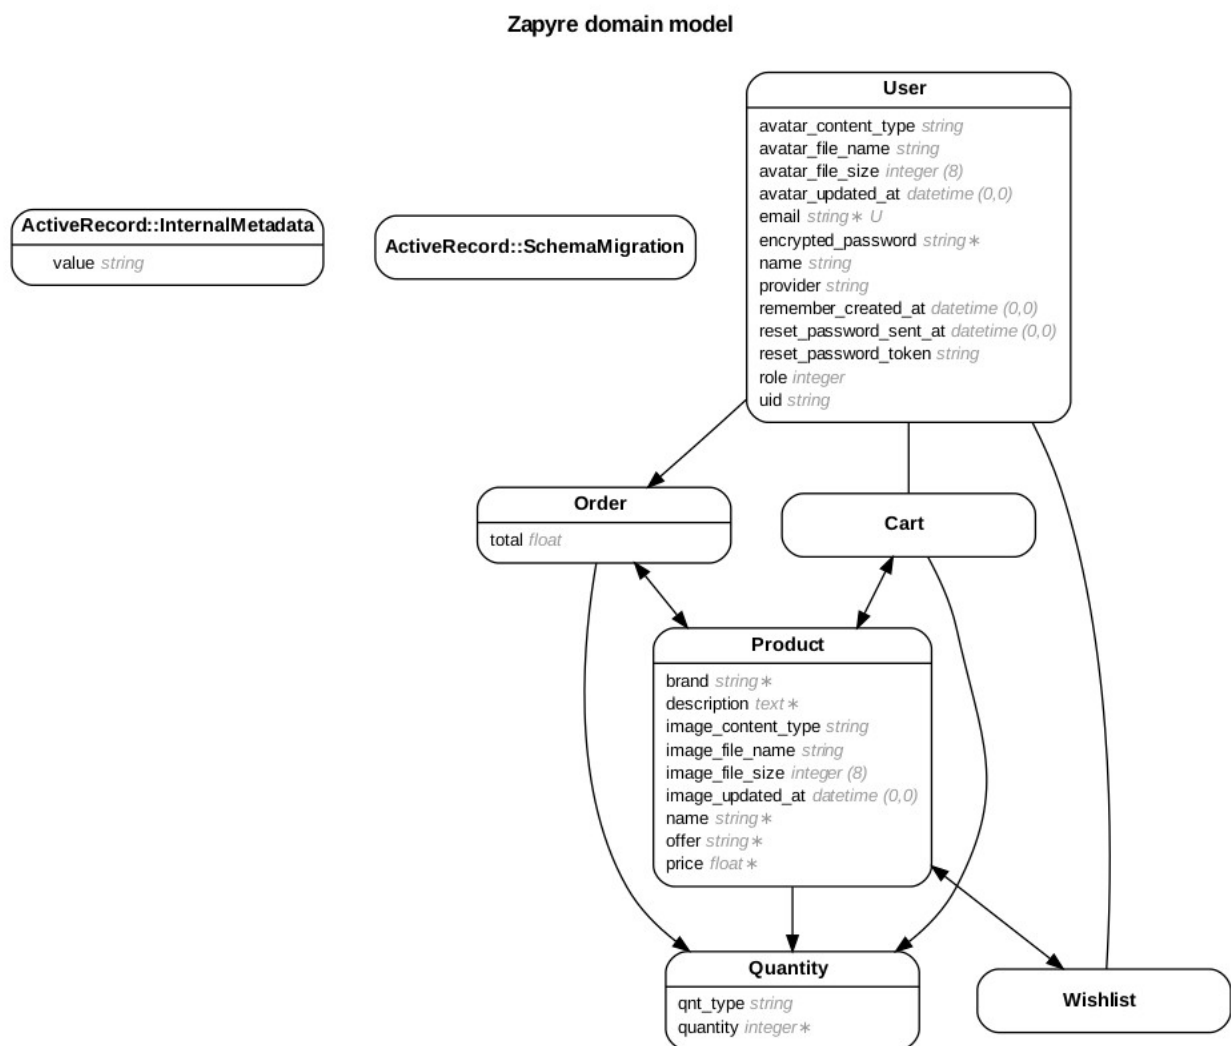 Zapyre domain model
User
avatar_content_type string
avatar_file_name string
avatar_file_size integer (8)
avatar_updated_at datetime (0,0)
email string∗ U
encrypted_password string∗
name string
provider string
remember_created_at datetime (0,0)
reset_password_sent_at datetime (0,0)
reset_password_token string
role integer
uid string
ActiveRecord::InternalMetadata
value string
ActiveRecord::SchemaMigration
Order
total float
Cart
Product
brand string∗
description text∗
image_content_type string
image_file_name string
image_file_size integer (8)
image_updated_at datetime (0,0)
name string∗
offer string∗
price float∗
Quantity
qnt_type string
quantity integer∗
Wishlist